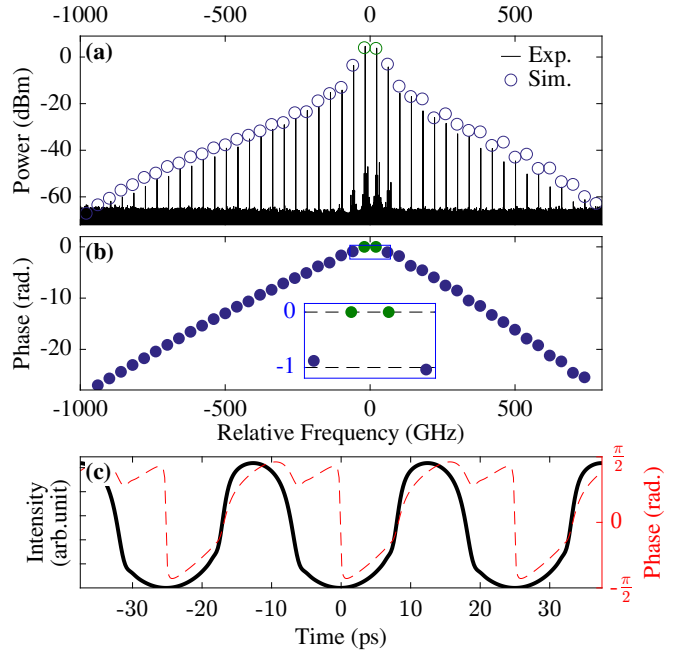 -1000 -500 0 500
(a)
Exp.
Sim.
0
-20
-40
-60
Power (dBm)
(b)
0
-10
-20
Phase (rad.)
0
-1
-1000 -500 0 500
Relative Frequency (GHz)
(c)
Intensity
(arb.unit)
π/2
0
-π/2
Phase (rad.)
-30 -20 -10 0 10 20 30
Time (ps)